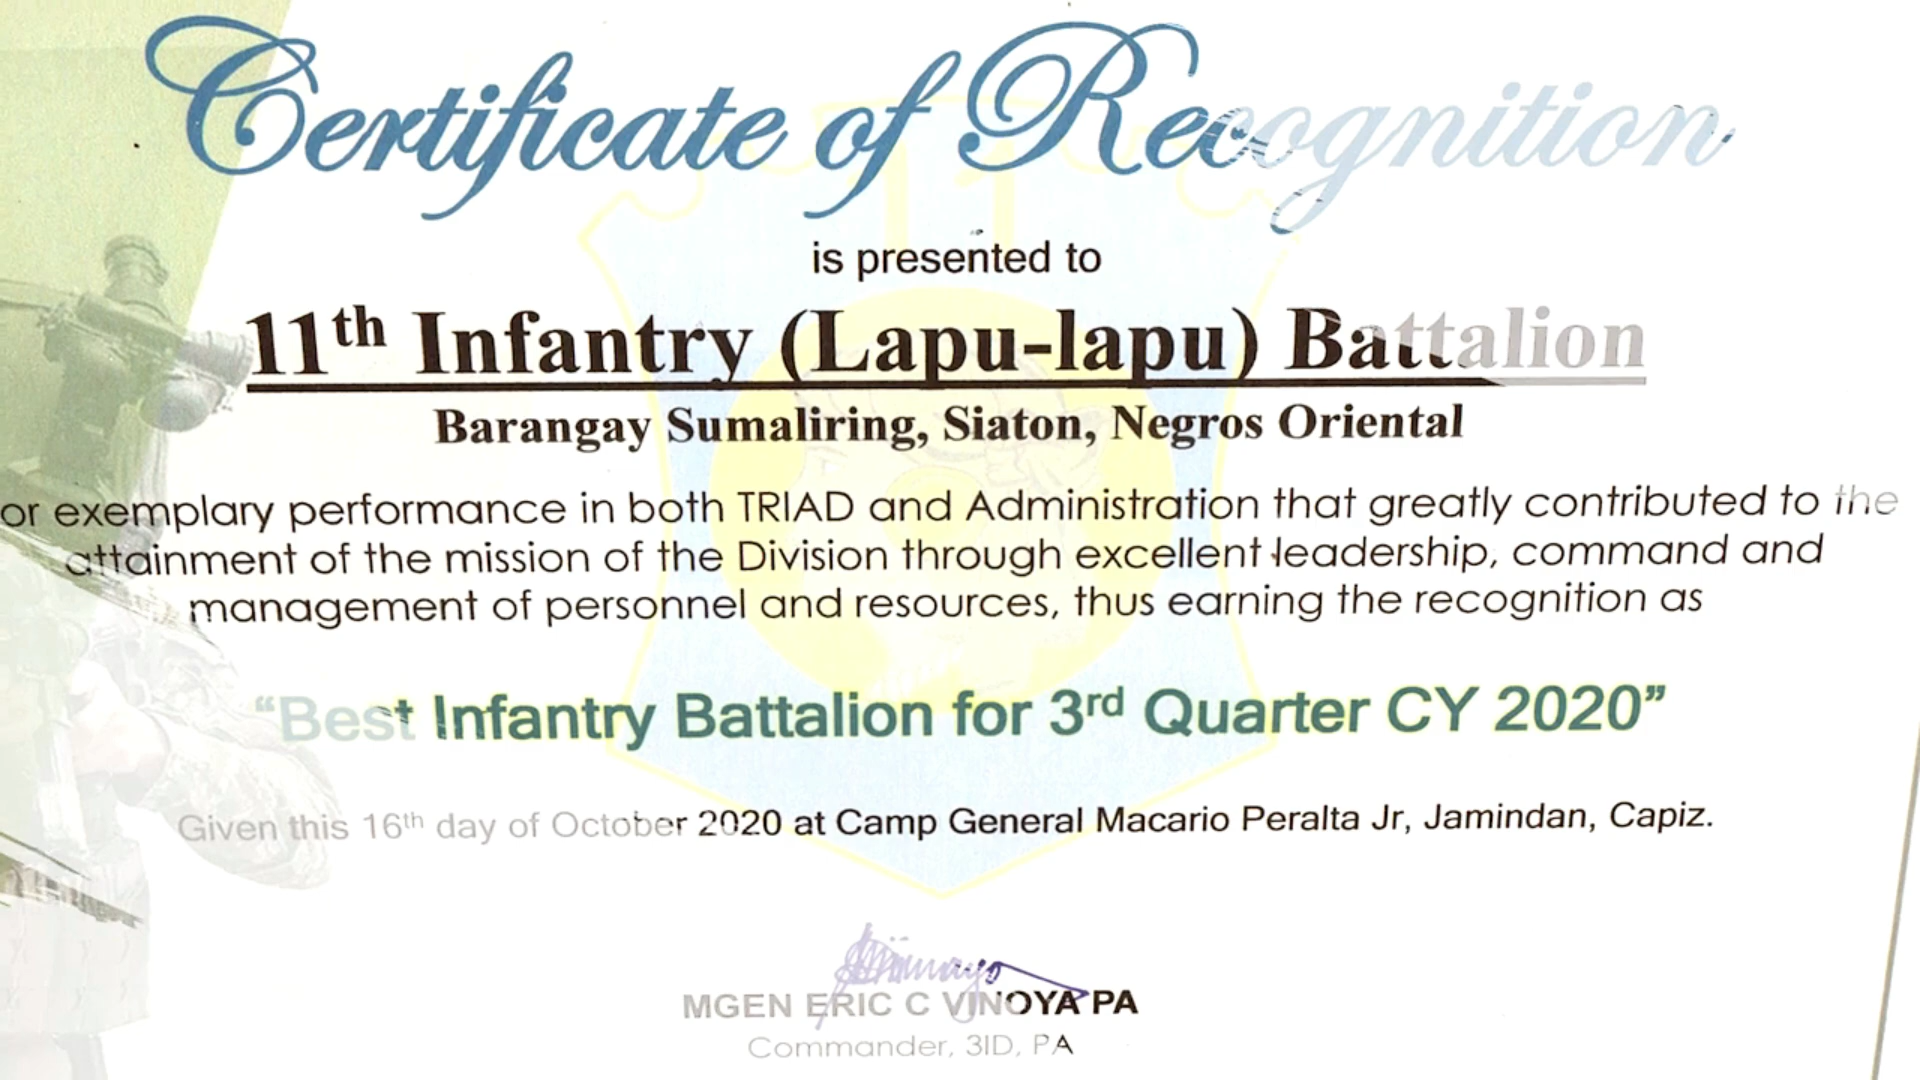 Certificate of Recognition
is presented to
11th Infantry (Lapu-lapu) Battalion
Barangay Sumaliring, Siaton, Negros Oriental
or exemplary performance in both TRIAD and Administration that greatly contributed to the
attainment of the mission of the Division through excellent leadership, command and
management of personnel and resources, thus earning the recognition as
“Best Infantry Battalion for 3rd Quarter CY 2020”
Given this 16th day of October 2020 at Camp General Macario Peralta Jr, Jamindan, Capiz.
MGEN ERIC C VINOYA PA
Commander, 3ID, PA